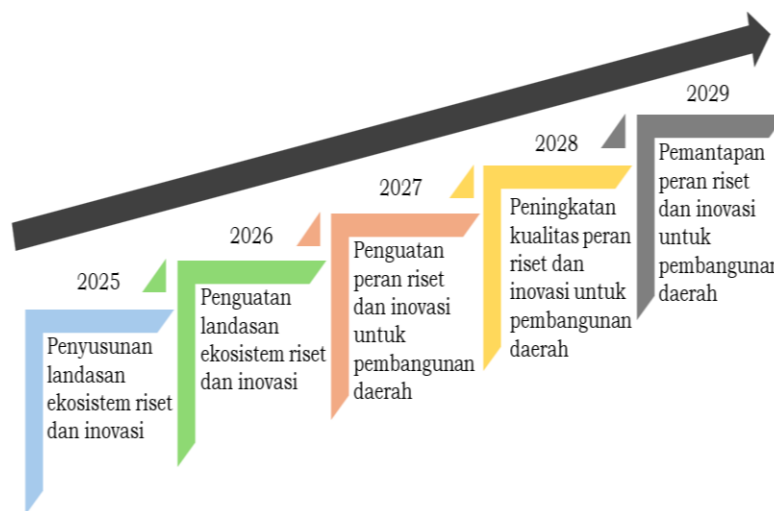 2025
Penyusunan
landasan
ekosistem riset
dan inovasi
2026
Penguatan
landasan
ekosistem riset
dan inovasi
2027
Penguatan
peran riset
dan inovasi
untuk
pembangunan
daerah
2028
Peningkatan
kualitas peran
riset dan
inovasi untuk
pembangunan
daerah
2029
Pemantapan
peran riset
dan inovasi
untuk
pembangunan
daerah